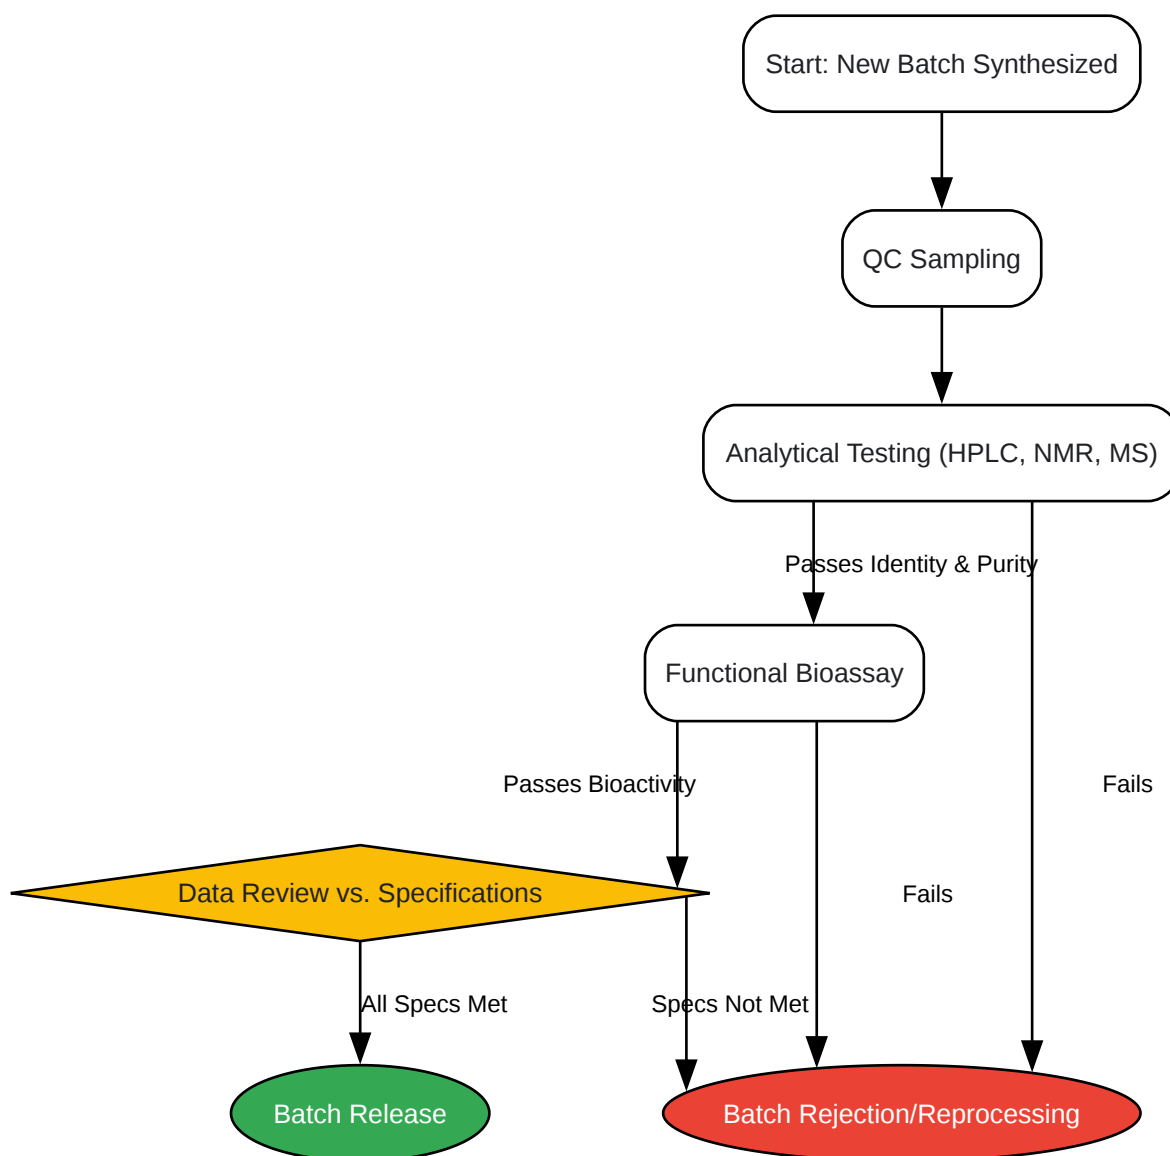 Start: New Batch Synthesized
QC Sampling
Analytical Testing (HPLC, NMR, MS)
Passes Identity & Purity
Functional Bioassay
Passes Bioactivity
Fails
Data Review vs. Specifications
Fails
All Specs Met
Specs Not Met
Batch Release
Batch Rejection/Reprocessing